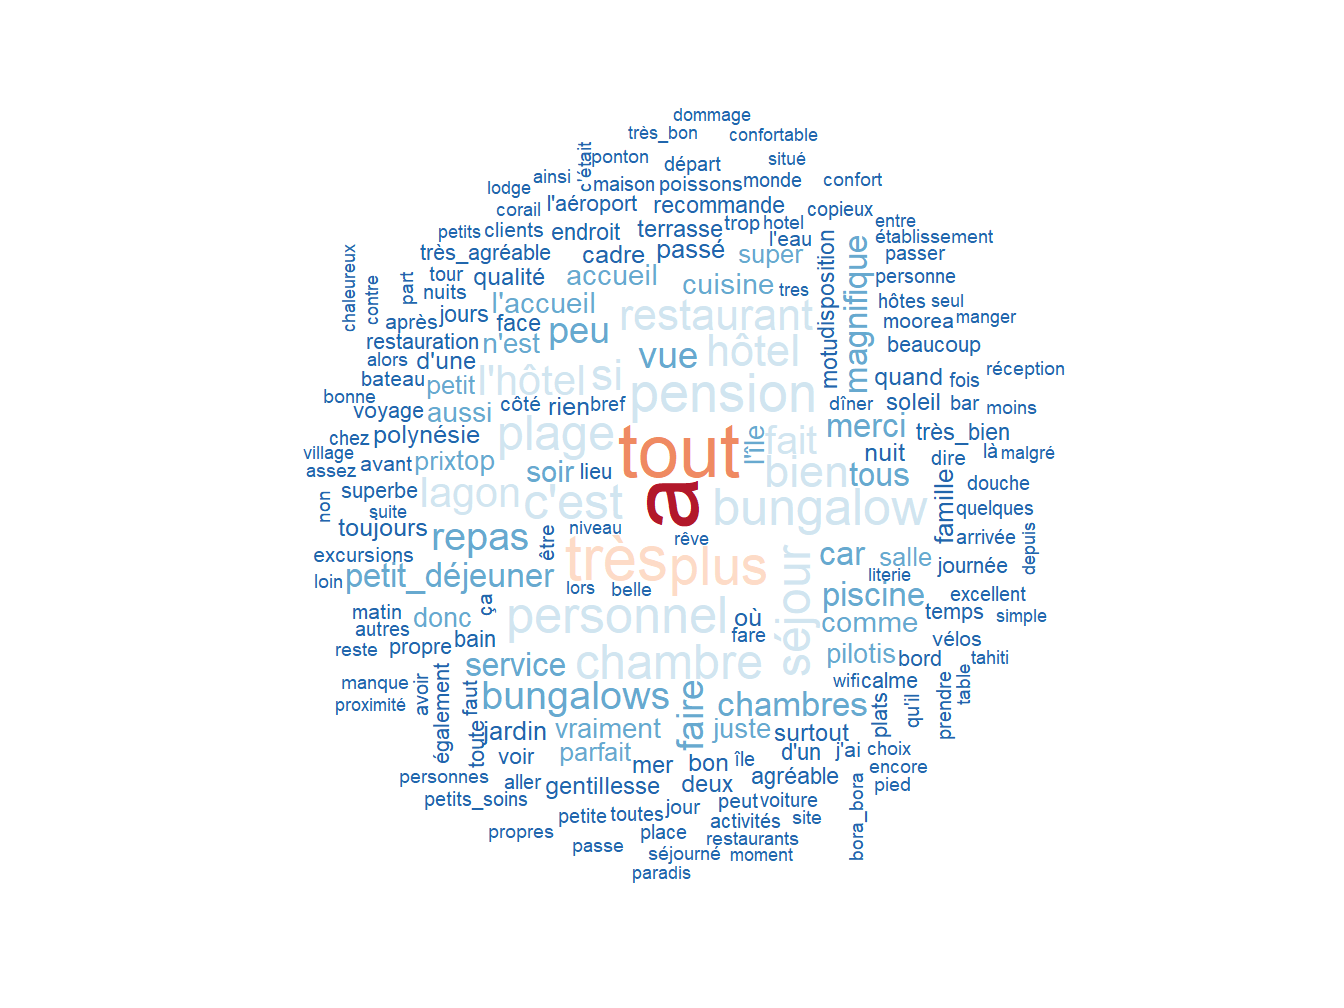 dommage
très_bon
confortable
c'était
ponton
départ
situé
ainsi
maison
poissons
monde
confort
lodge
corail
l'aéroport
recommande
copieux
petits
clients
endroit
terrasse
trop
hotel
entre
l'eau
établissement
chaleureux
très_agréable
cadre
passé
super
disposition
magnifique
passer
contre
part
tour
qualité
accueil
cuisine
tres
personne
nuits
l'accueil
restaurant
hôtes
seul
après
jours
face
peu
moorea
manger
restauration
n'est
vue
hôtel
motu
beaucoup
alors
d'une
l'hôtel
si
pension
quand
fois
réception
bateau
petit
bonne
voyage
aussi
côté
rien
bref
dîner
soleil
bar
moins
chez
polynésie
plage
tout
l'île
fait
merci
très_bien
village
assez
avant
prixtop
soir
lieu
bien
tous
nuit
dire
là
malgré
non
superbe
lagon
c'est
a
bungalow
famille
douche
suite
quelques
toujours
repas
être
niveau
rêve
car
salle
arrivée
depuis
excursions
très
plus
séjour
literie
journée
loin
petit_déjeuner
lors
belle
piscine
excellent
matin
donc
ça
personnel
où
comme
temps
simple
autres
fare
vélos
reste
propre
bain
service
chambre
pilotis
bord
tahiti
manque
avoir
également
faut
bungalows
faire
chambres
wifi
calme
plats
qu'il
prendre
table
proximité
toute
jardin
vraiment
juste
surtout
voir
parfait
mer
bon
île
d'un
j'ai
choix
personnes
aller
gentillesse
deux
agréable
encore
pied
petits_soins
petite
toutes
jour
peut
voiture
bora_bora
propres
place
activités
site
passe
restaurants
séjourné
moment
paradis